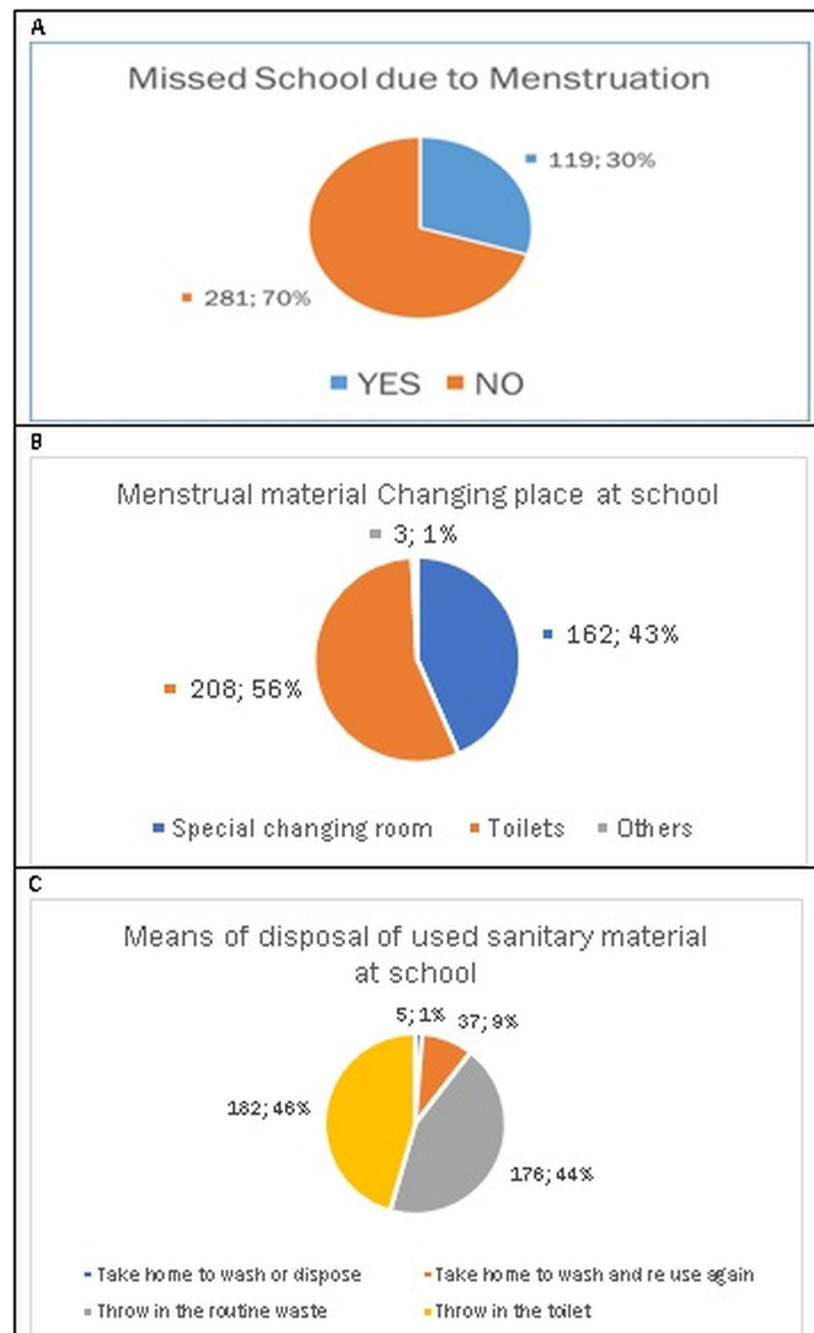 A
Missed School due to Menstruation
119; 30%
281; 70%
YES NO
B
Menstrual material Changing place at school
3; 1%
162; 43%
208; 56%
Special changing room Toilets Others
C
Means of disposal of used sanitary material
at school
5; 1% 37; 9%
182; 46%
176; 44%
Take home to wash or dispose Take home to wash and re use again
Throw in the routine waste Throw in the toilet